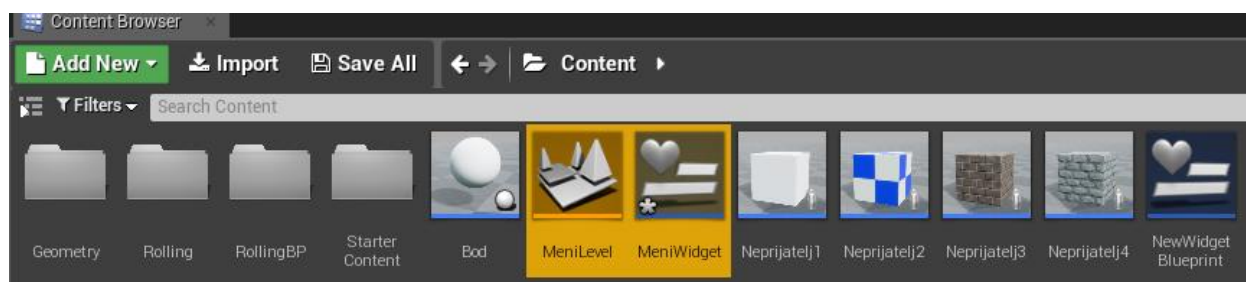 Content Browser
Add New Import Save All Content
Filters Search Content
Geometry Rolling RollingBP Starter Content Bod MeniLevel MeniWidget Neprijatelj1 Neprijatelj2 Neprijatelj3 Neprijatelj4 NewWidget Blueprint